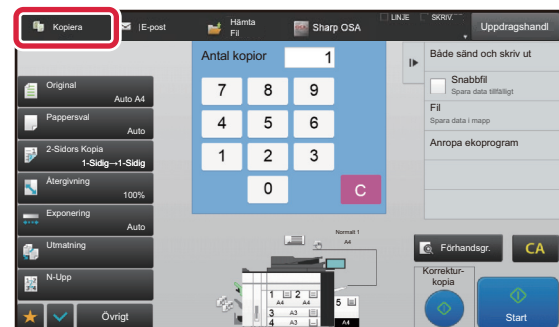 Kopiera
E-post
Hämta
Fil
Sharp OSA
LINJE
SKRIV.
Uppdragshandl
Original
Auto A4
Pappersval
Auto
2-Sidors Kopia
1-Sidig→1-Sidig
Återgivning
100%
Exponering
Auto
Utmatning
N-Upp
Övrigt
Antal kopior 1
7 8 9
4 5 6
1 2 3
0 C
Normalt 1
A4
1 A4 2 A4
3 A3
4 A3
5 A4
Både sänd och skriv ut
Snabbfil
Spara data tillfälligt
Fil
Spara data i mapp
Anropa ekoprogram
Förhandsgr.
CA
Korrektur-
kopia
Start